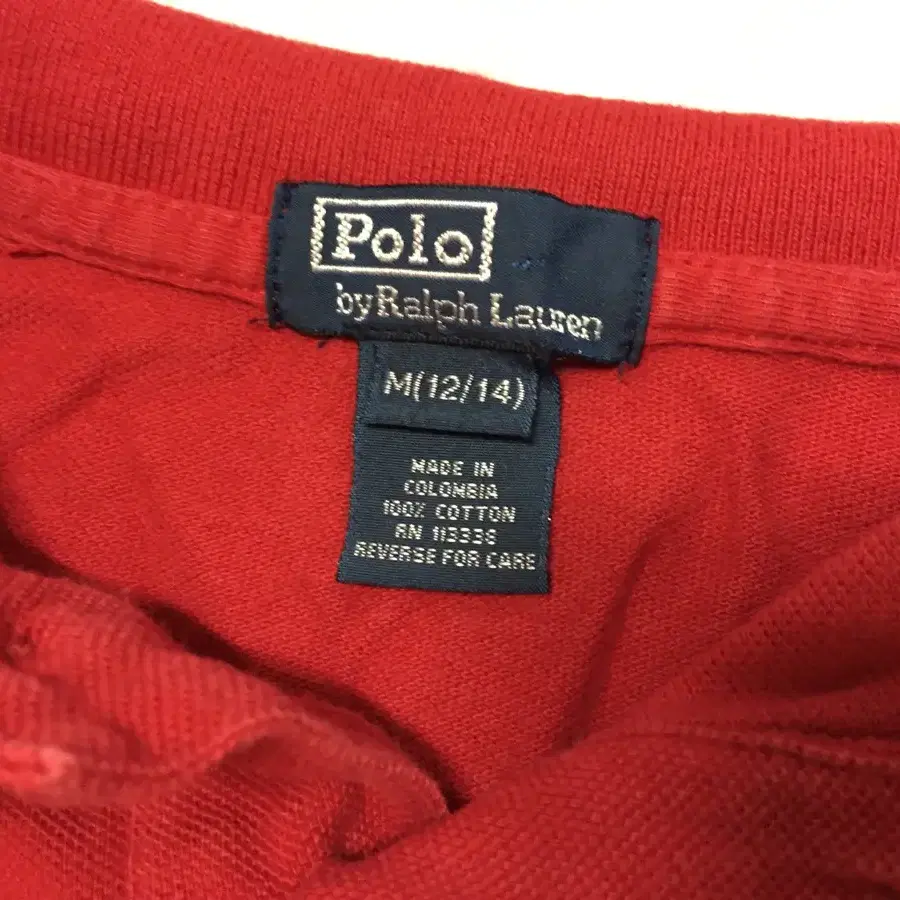 Polo
by Ralph Lauren
M(12/14)
MADE IN
COLOMBIA
100% COTTON
RN 113338
REVERSE FOR CARE